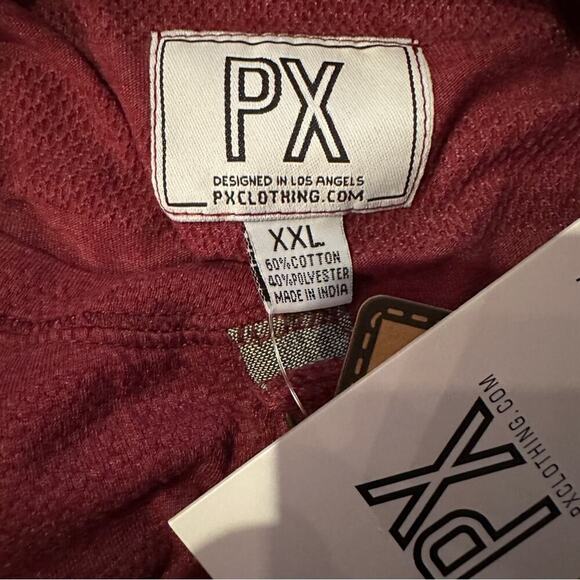 PX
DESIGNED IN LOS ANGELS
PXCLOTHING.COM
XXL
60%COTTON
40%POLYESTER
MADE IN INDIA
PX
PXCLOTHING.COM